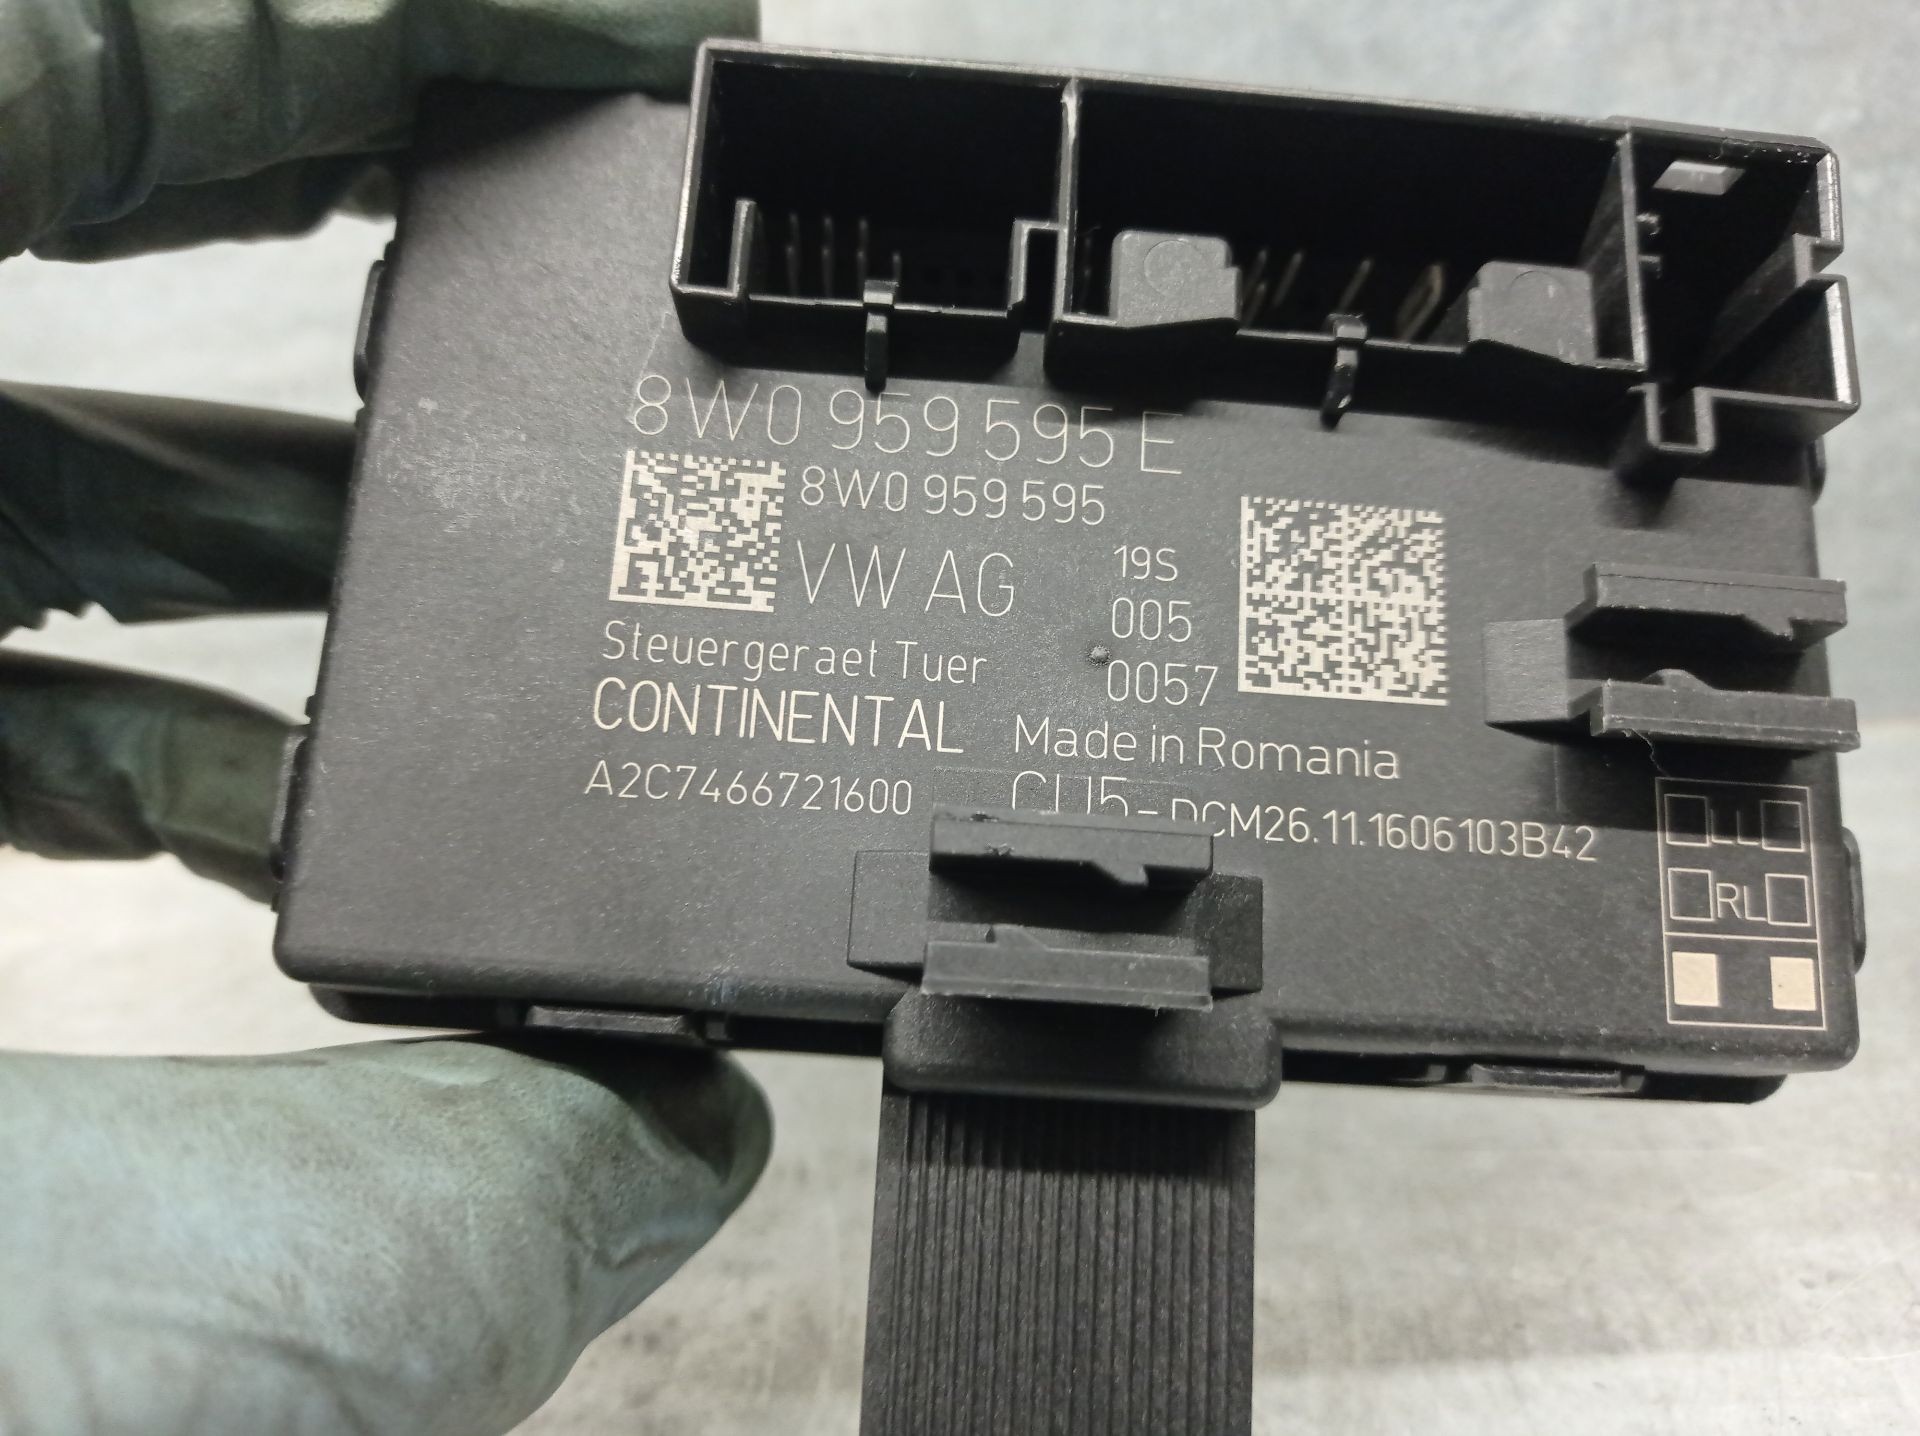 8W0 959 595 E
8W0 959 595
VW AG
19S
005
0057
Steuergeraet Tuer
CONTINENTAL
Made in Romania
A2C7466721600
DCM26.11.1606103B42
LL
RL